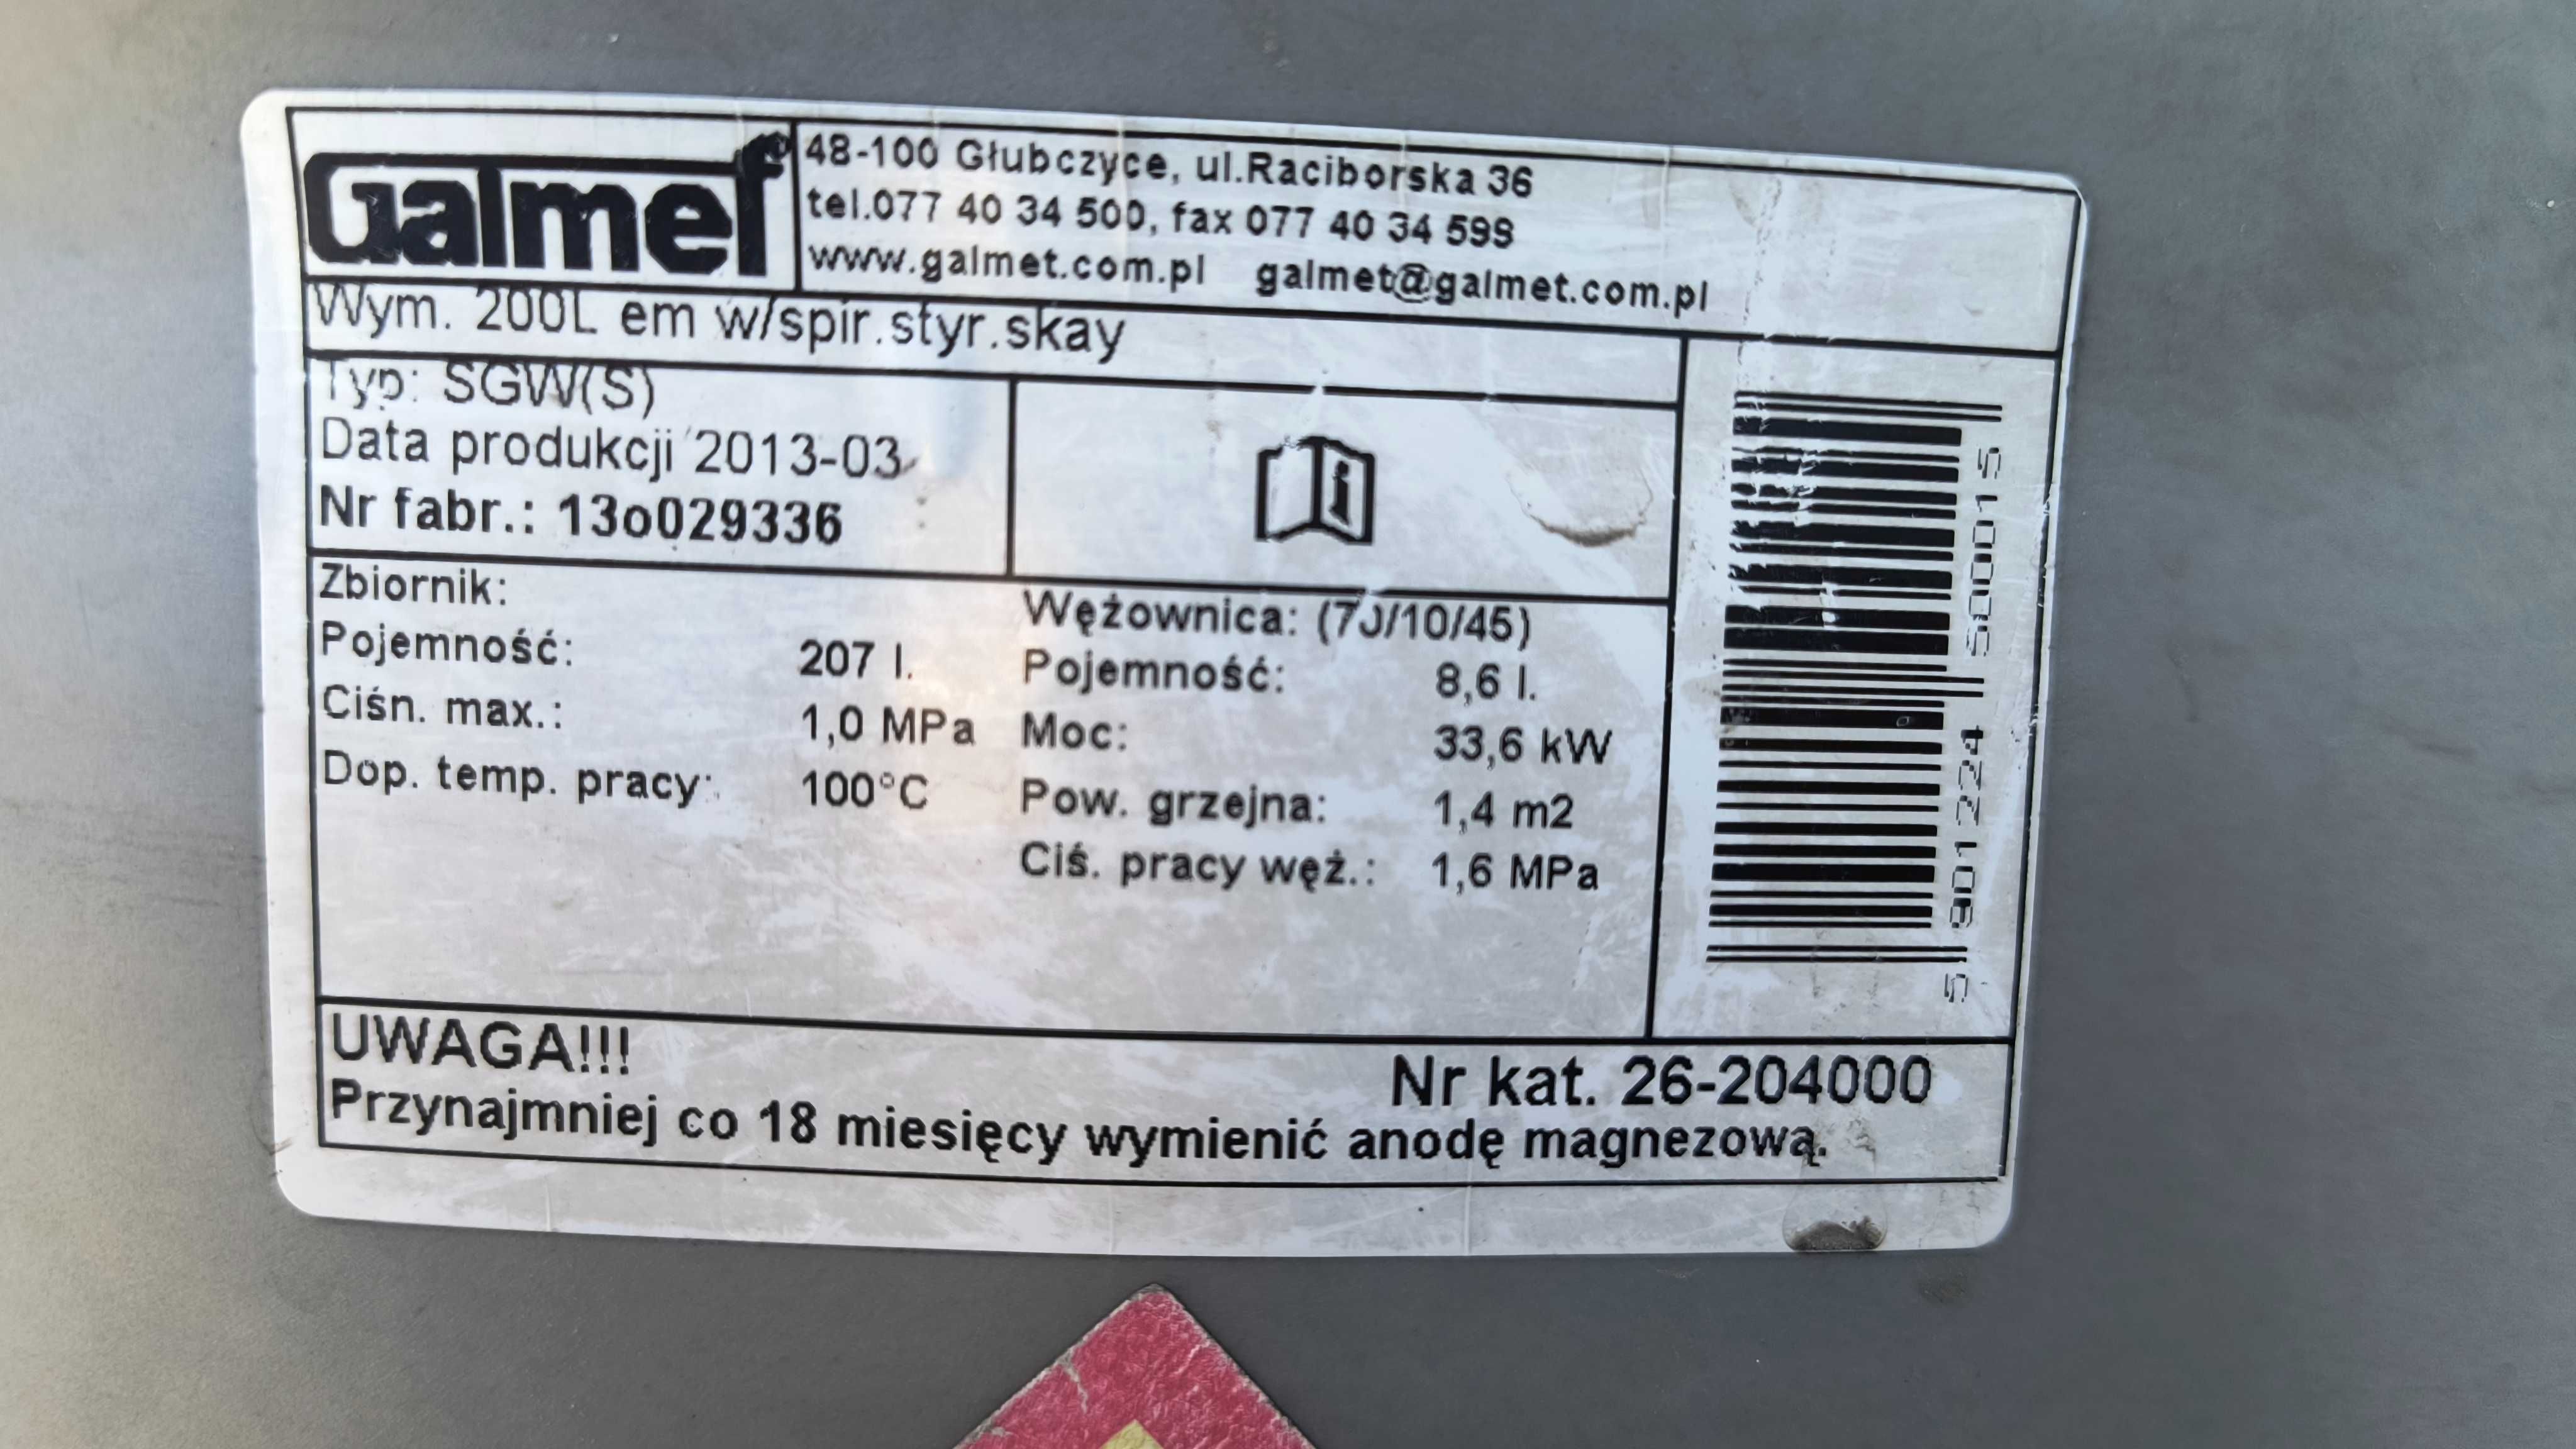 Galmet®
48-100 Głubczyce, ul.Raciborska 36
tel.077 40 34 500, fax 077 40 34 599
www.galmet.com.pl galmet@galmet.com.pl
Wym. 200L em w/spir.styr.skay
Typ: SGW(S)
Data produkcji 2013-03
Nr fabr.: 13o029336
Zbiornik:
Pojemność: 207 l.
Ciśn. max.: 1,0 MPa
Dop. temp. pracy: 100°C
Wężownica: (70/10/45)
Pojemność: 8,6 l.
Moc: 33,6 kW
Pow. grzejna: 1,4 m2
Ciś. pracy węż.: 1,6 MPa
5 901224 500015
UWAGA!!!
Nr kat. 26-204000
Przynajmniej co 18 miesięcy wymienić anodę magnezową.